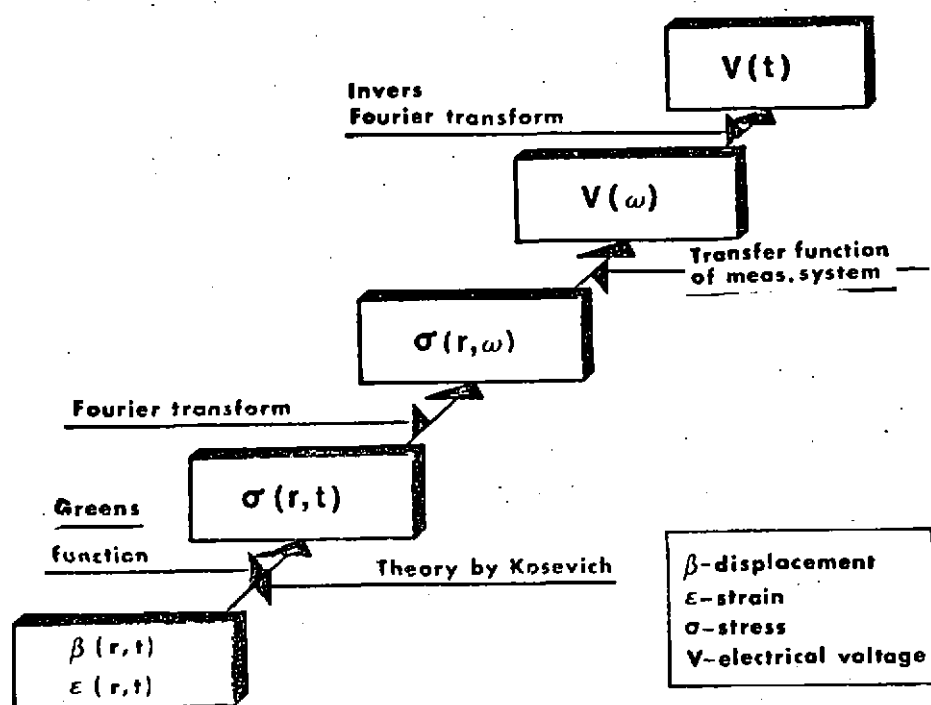 V(t)
Invers
Fourier transform
V(ω)
Transfer function
of meas. system
σ(r,ω)
Fourier transform
σ(r,t)
Greens
function
Theory by Kosevich
β(r,t)
ε(r,t)
β-displacement
ε-strain
σ-stress
V-electrical voltage